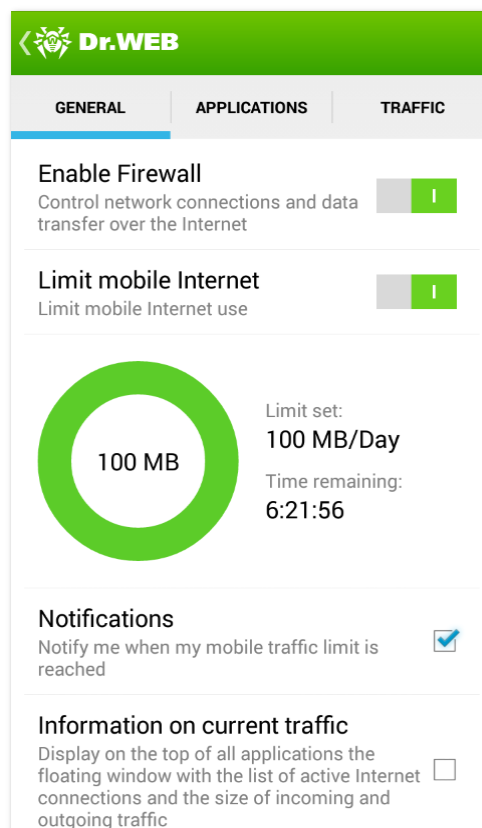 Dr.WEB
GENERAL
APPLICATIONS
TRAFFIC
Enable Firewall
Control network connections and data
transfer over the Internet
Limit mobile Internet
Limit mobile Internet use
100 MB
Limit set:
100 MB/Day
Time remaining:
6:21:56
Notifications
Notify me when my mobile traffic limit is
reached
Information on current traffic
Display on the top of all applications the
floating window with the list of active Internet
connections and the size of incoming and
outgoing traffic